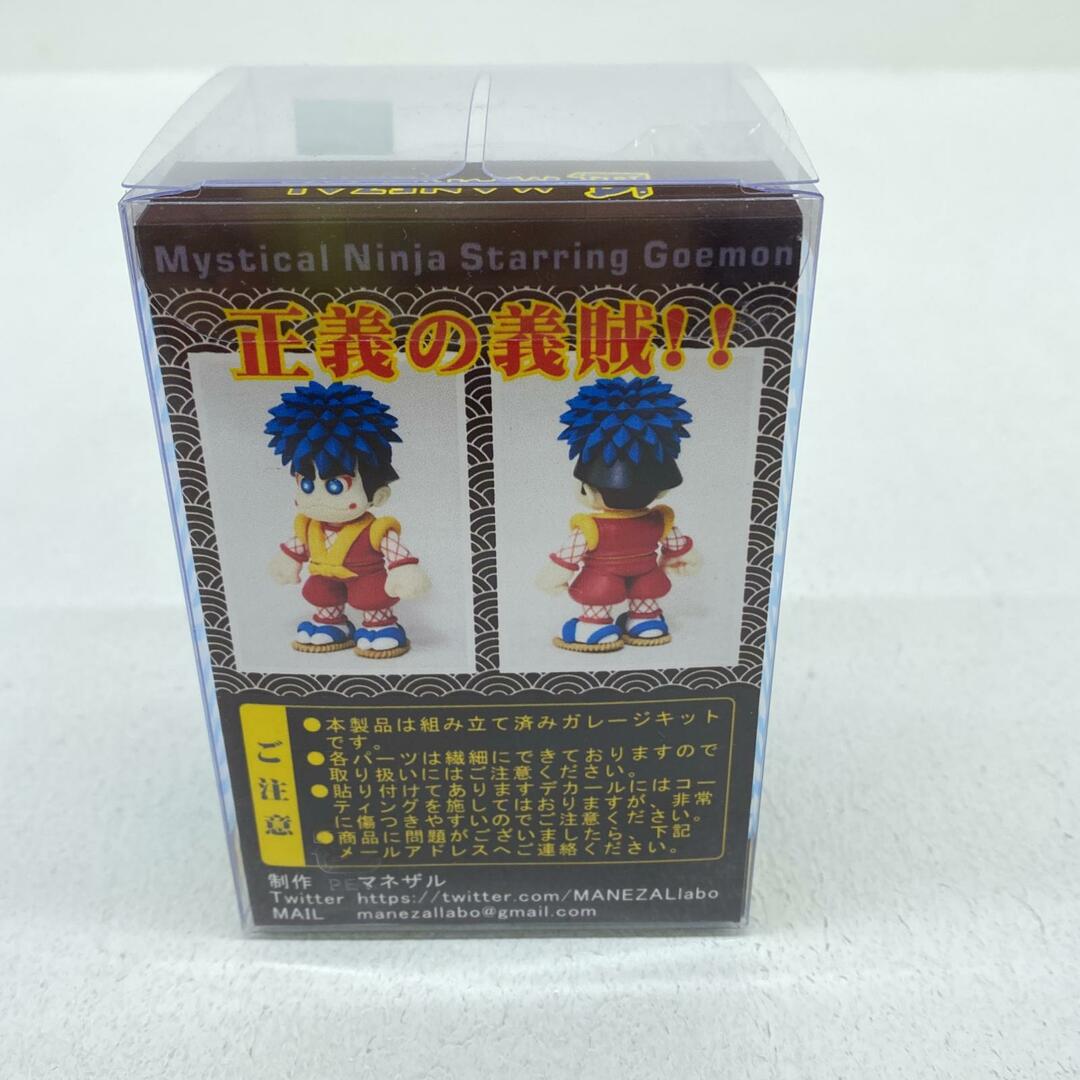 MANEZAL
Mystical Ninja Starring Goemon
正義の義賊!!
ご注意
●本製品は組み立て済みガレージキット
です。
●各パーツは繊細にできておりますので
取り扱いにはご注意ください。
●貼り付けてありますデカールにはコー
ティングを施してはおりますが、非常
に傷つきやすいのでご注意ください。
●商品に問題がございましたら、下記
メールアドレスへご連絡ください。
制作 マネザル
Twitter https://twitter.com/MANEZALlabo
MAIL manezallabo@gmail.com